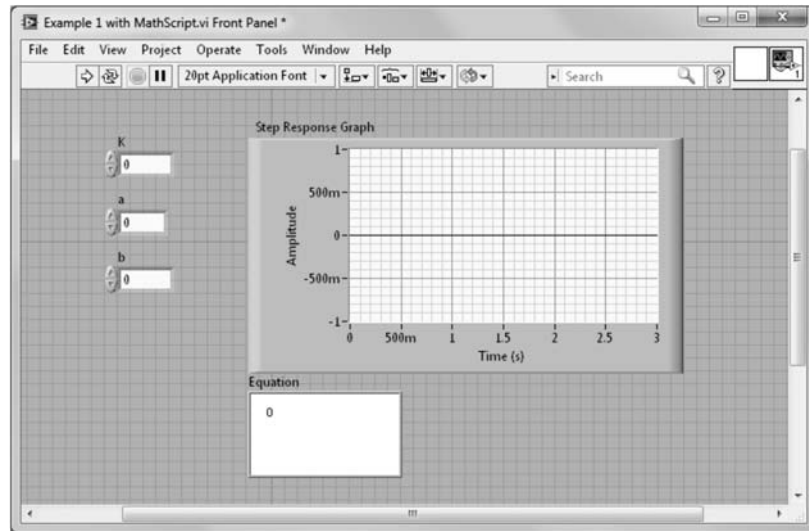 Example 1 with MathScript.vi Front Panel *
File Edit View Project Operate Tools Window Help
20pt Application Font
Search
1
Step Response Graph
K
0
a
0
b
0
Amplitude
1
500m
0
-500m
-1
0 500m 1 1.5 2 2.5 3
Time (s)
Equation
0